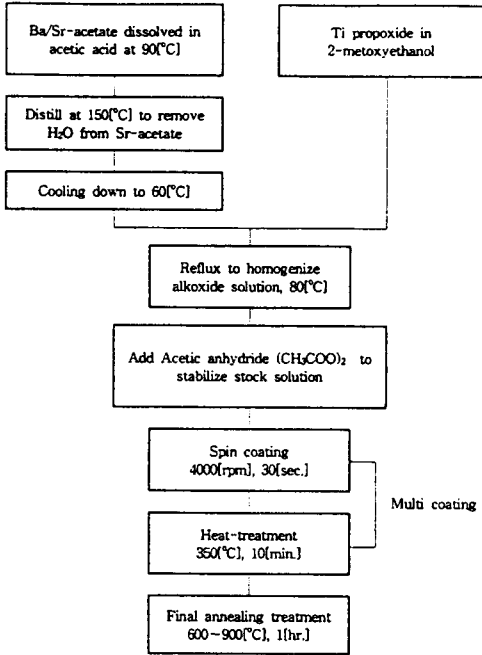 Ba/Sr-acetate dissolved in
acetic acid at 90[°C]
Ti propoxide in
2-metoxyethanol
Distill at 150[°C] to remove
H₂O from Sr-acetate
Cooling down to 60[°C]
Reflux to homogenize
alkoxide solution, 80[°C]
Add Acetic anhydride (CH₃COO)₂ to
stabilize stock solution
Spin coating
4000[rpm], 30[sec.]
Multi coating
Heat-treatment
350[°C], 10[min.]
Final annealing treatment
600~900[°C], 1[hr.]